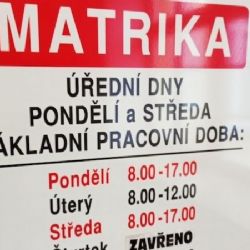 MATRIKA
ÚŘEDNÍ DNY
PONDĚLÍ a STŘEDA
ÁKLADNÍ PRACOVNÍ DOBA:
Pondělí 8.00-17.00
Úterý 8.00-12.00
Středa 8.00-17.00
Čtvrtek ZAVŘENO